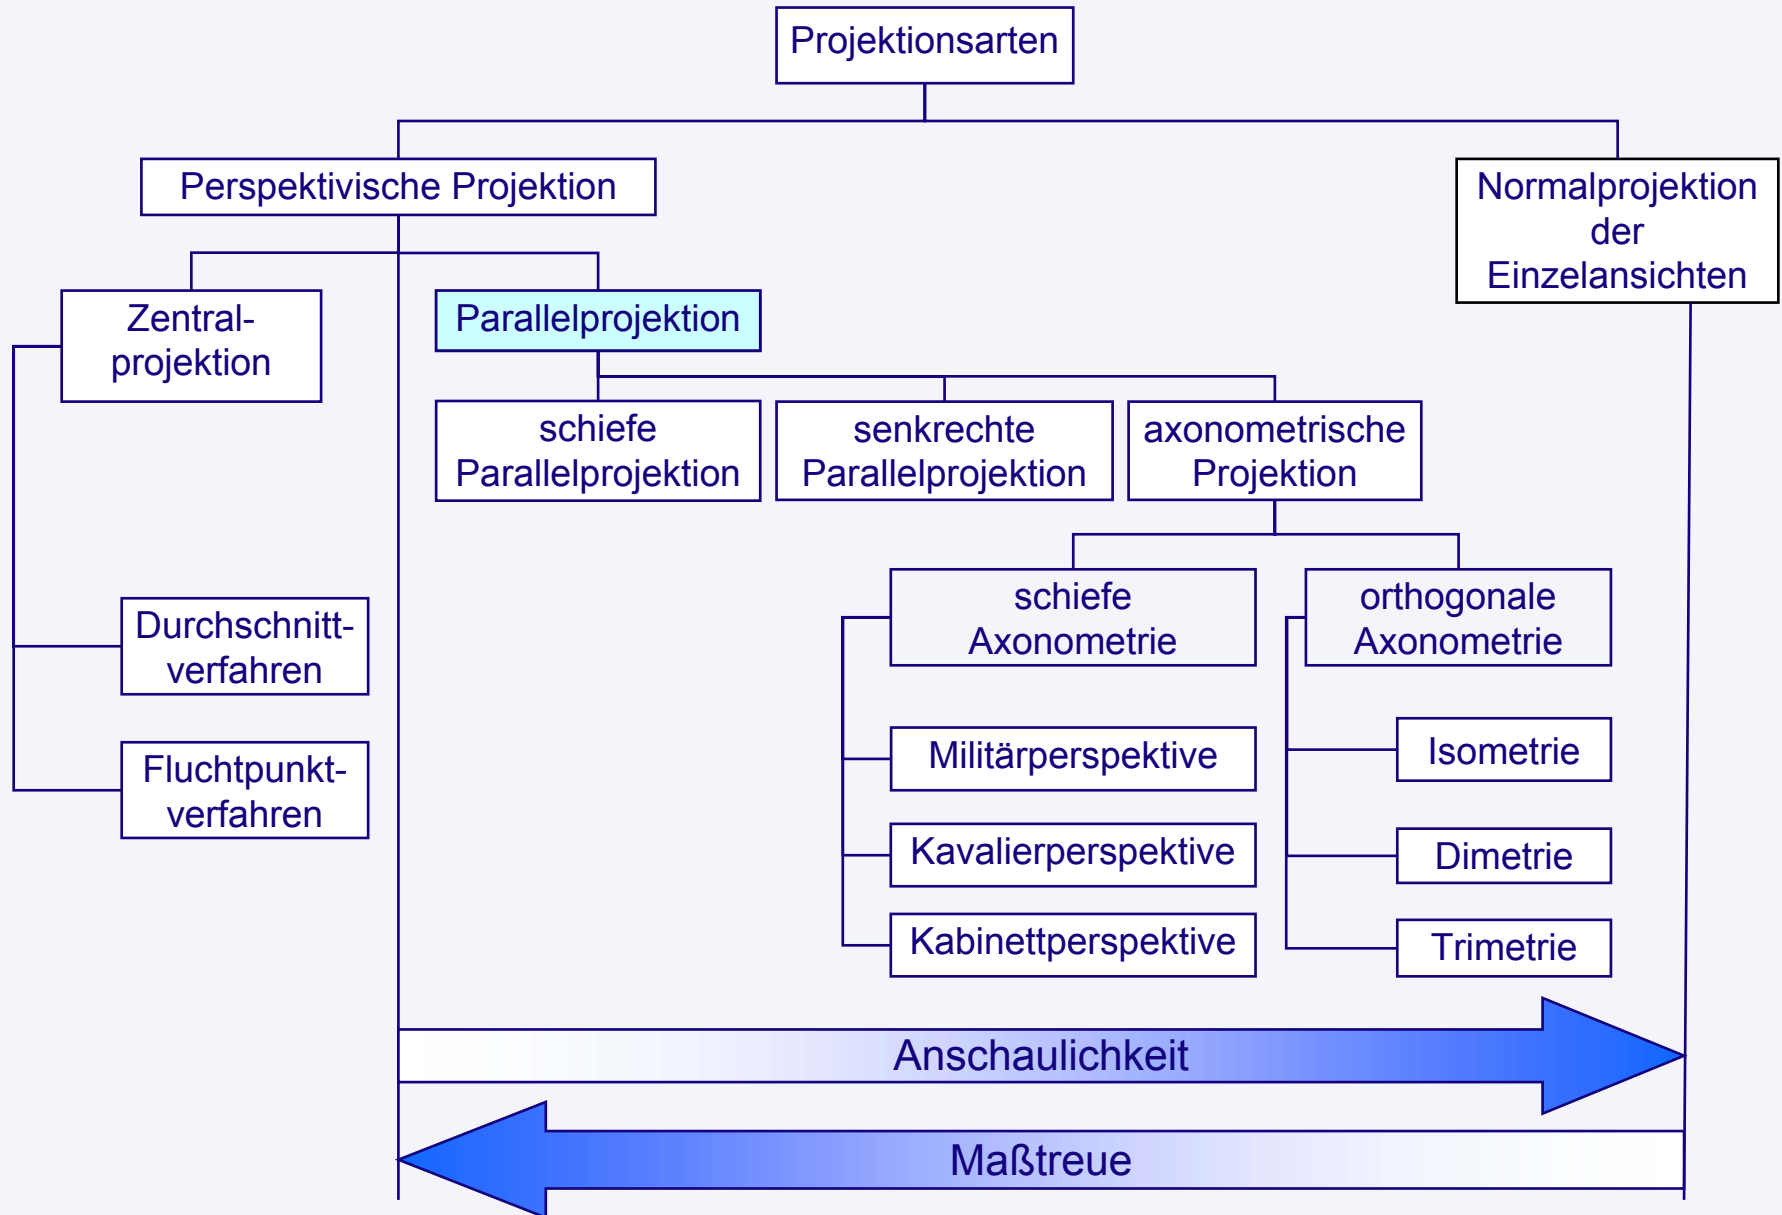 Projektionsarten
Perspektivische Projektion
Normalprojektion
der
Einzelansichten
Zentral-
projektion
Parallelprojektion
schiefe
Parallelprojektion
senkrechte
Parallelprojektion
axonometrische
Projektion
schiefe
Axonometrie
orthogonale
Axonometrie
Durchschnitt-
verfahren
Fluchtpunkt-
verfahren
Militärperspektive
Kavalierperspektive
Kabinettperspektive
Isometrie
Dimetrie
Trimetrie
Anschaulichkeit
Maßtreue